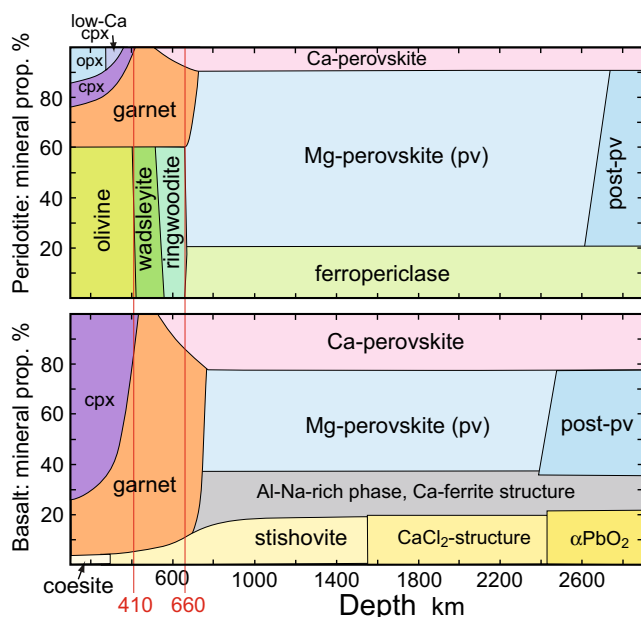 low-Ca
cpx
opx
cpx
garnet
Ca-perovskite
Mg-perovskite (pv)
post-pv
olivine
wadsleyite
ringwoodite
ferropericlase
80
60
40
20
Peridotite: mineral prop. %
cpx
garnet
Ca-perovskite
Mg-perovskite (pv)
post-pv
Al-Na-rich phase, Ca-ferrite structure
stishovite
CaCl2-structure
αPbO2
80
60
40
20
Basalt: mineral prop. %
coesite
600 1000 1400 1800 2200 2600
410 660
Depth km